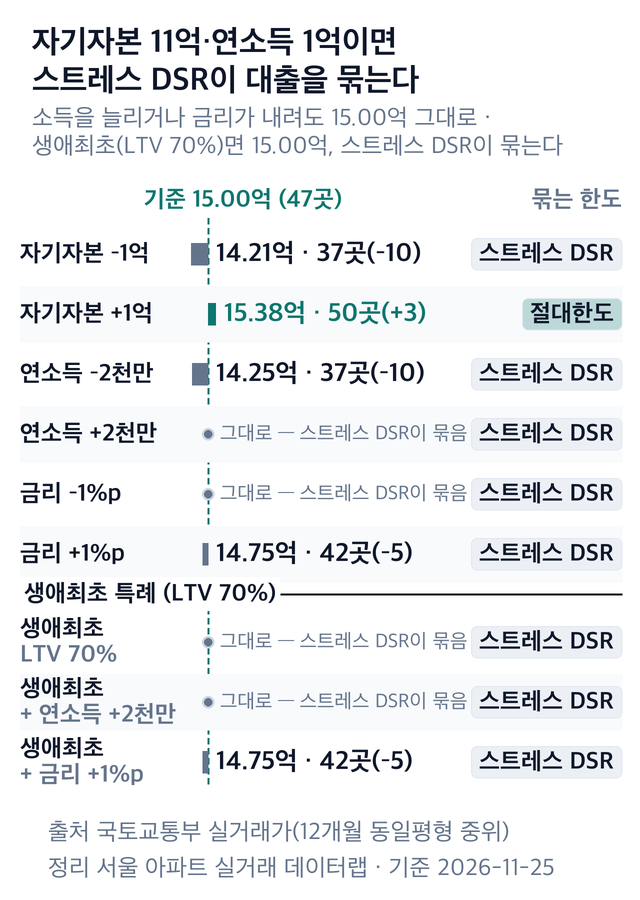 자기자본 11억·연소득 1억이면
스트레스 DSR이 대출을 묶는다
소득을 늘리거나 금리가 내려도 15.00억 그대로 ·
생애최초(LTV 70%)면 15.00억, 스트레스 DSR이 묶는다
기준 15.00억 (47곳) 묶는 한도
자기자본 -1억 14.21억 · 37곳(-10) 스트레스 DSR
자기자본 +1억 15.38억 · 50곳(+3) 절대한도
연소득 -2천만 14.25억 · 37곳(-10) 스트레스 DSR
연소득 +2천만 그대로 — 스트레스 DSR이 묶음 스트레스 DSR
금리 -1%p 그대로 — 스트레스 DSR이 묶음 스트레스 DSR
금리 +1%p 14.75억 · 42곳(-5) 스트레스 DSR
생애최초 특례 (LTV 70%)
생애최초
LTV 70% 그대로 — 스트레스 DSR이 묶음 스트레스 DSR
생애최초
+ 연소득 +2천만 그대로 — 스트레스 DSR이 묶음 스트레스 DSR
생애최초
+ 금리 +1%p 14.75억 · 42곳(-5) 스트레스 DSR
출처 국토교통부 실거래가(12개월 동일평형 중위)
정리 서울 아파트 실거래 데이터랩 · 기준 2026-11-25